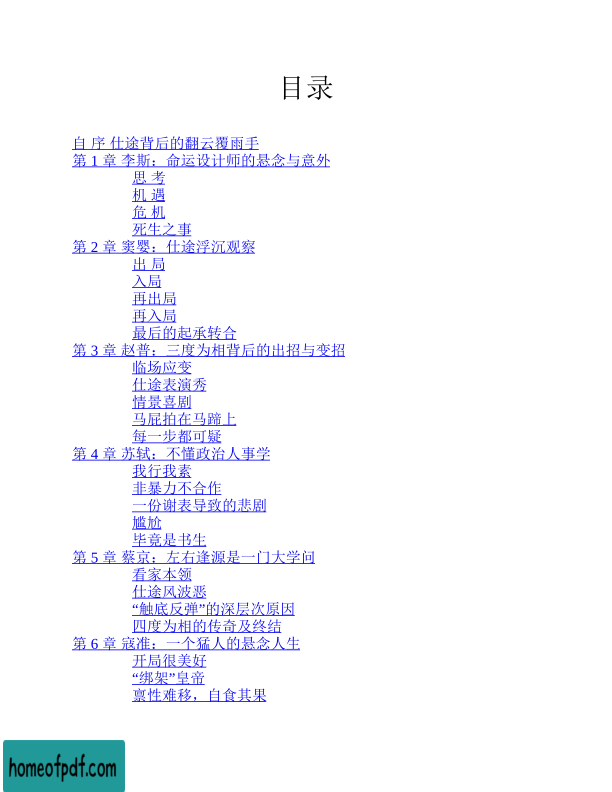 目录
自 序 仕途背后的翻云覆雨手
第 1 章 李斯：命运设计师的悬念与意外
思 考
机 遇
危 机
死生之事
第 2 章 窦婴：仕途浮沉观察
出 局
入局
再出局
再入局
最后的起承转合
第 3 章 赵普：三度为相背后的出招与变招
临场应变
仕途表演秀
情景喜剧
马屁拍在马蹄上
每一步都可疑
第 4 章 苏轼：不懂政治人事学
我行我素
非暴力不合作
一份谢表导致的悲剧
尴尬
毕竟是书生
第 5 章 蔡京：左右逢源是一门大学问
看家本领
仕途风波恶
“触底反弹”的深层次原因
四度为相的传奇及终结
第 6 章 寇准：一个猛人的悬念人生
开局很美好
“绑架”皇帝
禀性难移，自食其果
homeofpdf.com